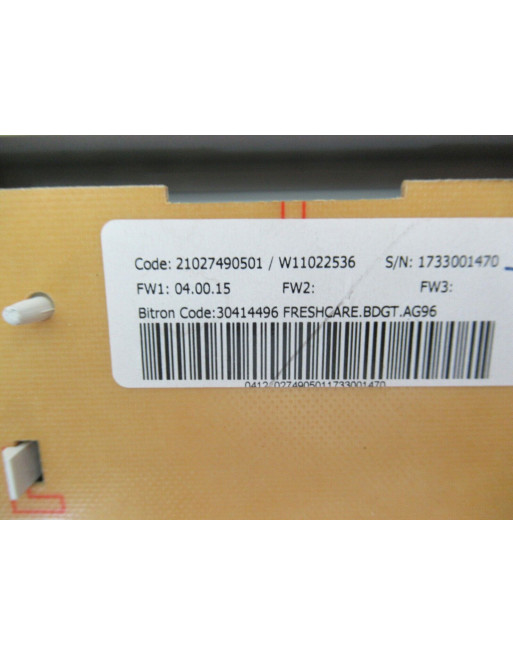 Code: 21027490501 / W11022536 S/N: 1733001470
FW1: 04.00.15 FW2: FW3:
Bitron Code:30414496 FRESHCARE.BDGT.AG96